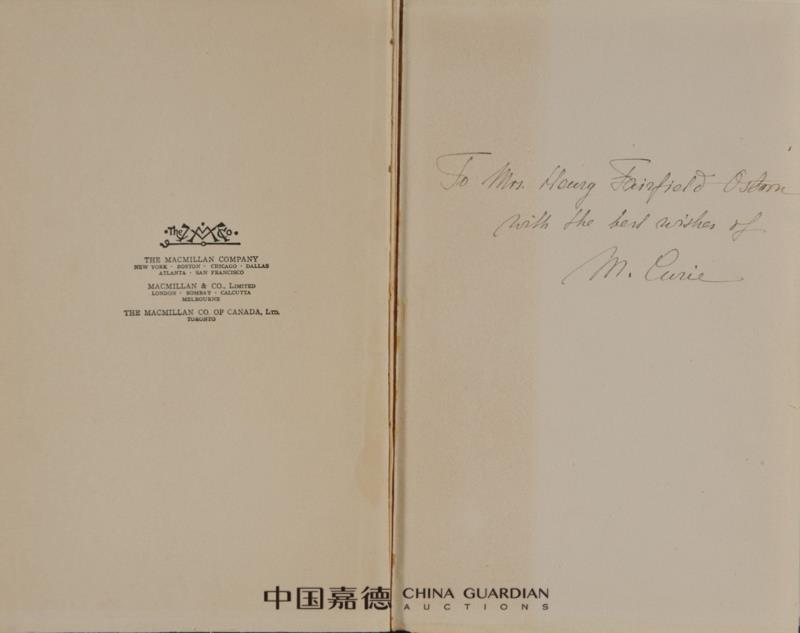 The M Co.
THE MACMILLAN COMPANY
NEW YORK · BOSTON · CHICAGO · DALLAS
ATLANTA · SAN FRANCISCO
MACMILLAN & CO., LIMITED
LONDON · BOMBAY · CALCUTTA
MELBOURNE
THE MACMILLAN CO. OF CANADA, LTD.
TORONTO
To Mrs. Henry Fairfield Osborn
with the best wishes of
M. Curie
中国嘉德 CHINA GUARDIAN
AUCTIONS